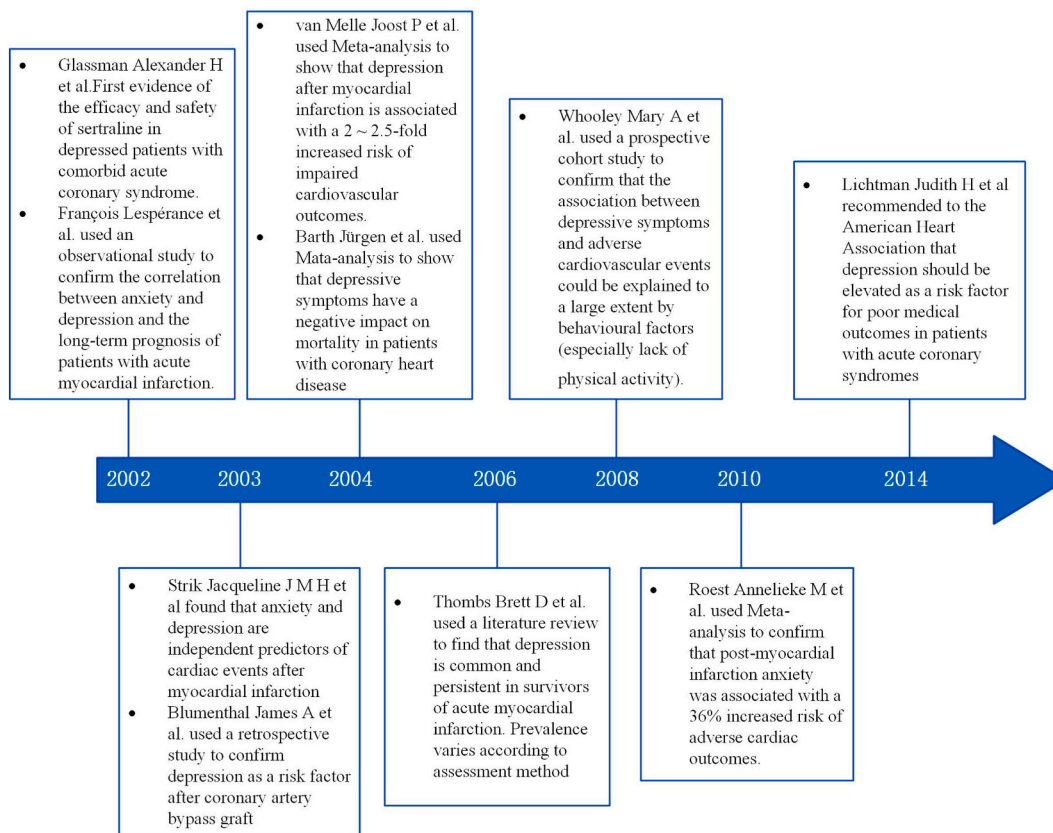 • Glassman Alexander H
et al.First evidence of
the efficacy and safety
of sertraline in
depressed patients with
comorbid acute
coronary syndrome.
• François Lespérance et
al. used an
observational study to
confirm the correlation
between anxiety and
depression and the
long-term prognosis of
patients with acute
myocardial infarction.
• van Melle Joost P et al.
used Meta-analysis to
show that depression
after myocardial
infarction is associated
with a 2 ~ 2.5-fold
increased risk of
impaired
cardiovascular
outcomes.
• Barth Jürgen et al. used
Mata-analysis to show
that depressive
symptoms have a
negative impact on
mortality in patients
with coronary heart
disease
• Whooley Mary A et
al. used a prospective
cohort study to
confirm that the
association between
depressive symptoms
and adverse
cardiovascular events
could be explained to
a large extent by
behavioural factors
(especially lack of
physical activity).
• Lichtman Judith H et al
recommended to the
American Heart
Association that
depression should be
elevated as a risk factor
for poor medical
outcomes in patients
with acute coronary
syndromes
2002 2003 2004 2006 2008 2010 2014
• Strik Jacqueline J M H et
al found that anxiety and
depression are
independent predictors of
cardiac events after
myocardial infarction
• Blumenthal James A et
al. used a retrospective
study to confirm
depression as a risk factor
after coronary artery
bypass graft
• Thombs Brett D et al.
used a literature review
to find that depression
is common and
persistent in survivors
of acute myocardial
infarction. Prevalence
varies according to
assessment method
• Roest Annelieke M et
al. used Meta-
analysis to confirm
that post-myocardial
infarction anxiety
was associated with a
36% increased risk of
adverse cardiac
outcomes.